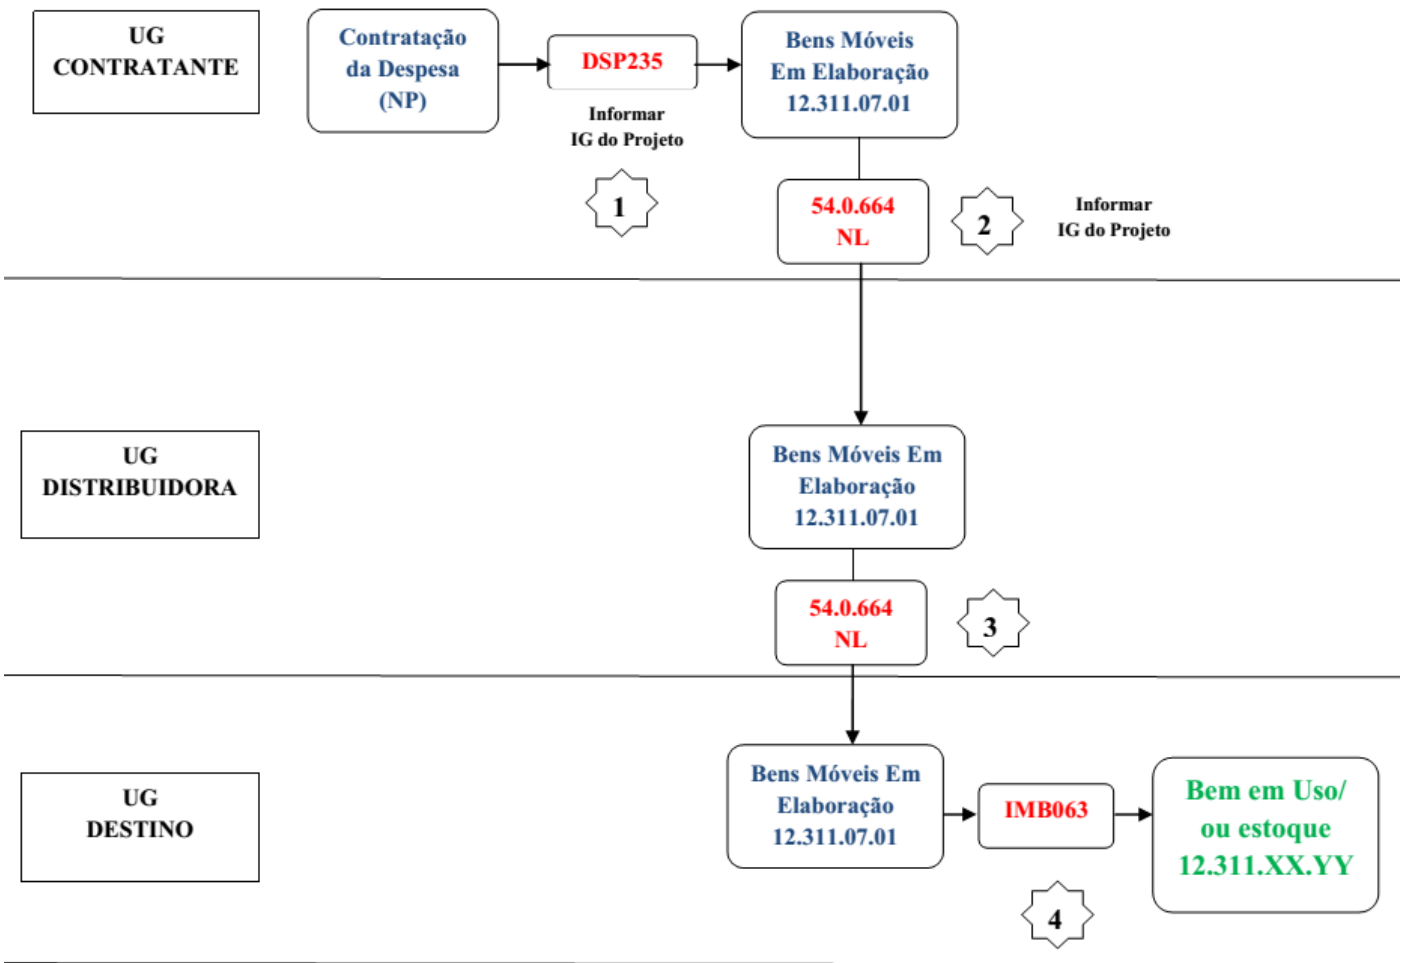 UG
CONTRATANTE
Contratação
da Despesa
(NP)
DSP235
Informar
IG do Projeto
1
Bens Móveis
Em Elaboração
12.311.07.01
54.0.664
NL
2
Informar
IG do Projeto
UG
DISTRIBUIDORA
Bens Móveis Em
Elaboração
12.311.07.01
54.0.664
NL
3
UG
DESTINO
Bens Móveis Em
Elaboração
12.311.07.01
IMB063
4
Bem em Uso/
ou estoque
12.311.XX.YY